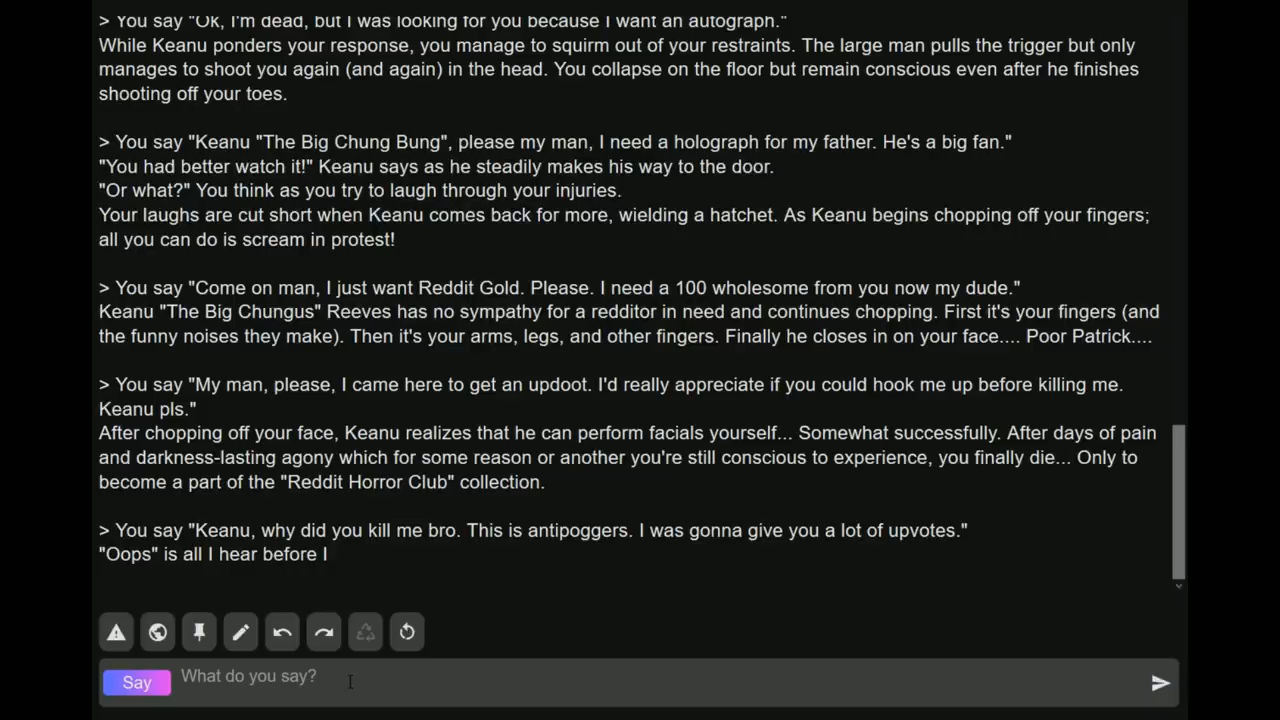 > You say "Ok, I'm dead, but I was looking for you because I want an autograph."
While Keanu ponders your response, you manage to squirm out of your restraints. The large man pulls the trigger but only
manages to shoot you again (and again) in the head. You collapse on the floor but remain conscious even after he finishes
shooting off your toes.
> You say "Keanu "The Big Chung Bung", please my man, I need a holograph for my father. He's a big fan."
"You had better watch it!" Keanu says as he steadily makes his way to the door.
"Or what?" You think as you try to laugh through your injuries.
Your laughs are cut short when Keanu comes back for more, wielding a hatchet. As Keanu begins chopping off your fingers;
all you can do is scream in protest!
> You say "Come on man, I just want Reddit Gold. Please. I need a 100 wholesome from you now my dude."
Keanu "The Big Chungus" Reeves has no sympathy for a redditor in need and continues chopping. First it's your fingers (and
the funny noises they make). Then it's your arms, legs, and other fingers. Finally he closes in on your face.... Poor Patrick....
> You say "My man, please, I came here to get an updoot. I'd really appreciate if you could hook me up before killing me.
Keanu pls."
After chopping off your face, Keanu realizes that he can perform facials yourself... Somewhat successfully. After days of pain
and darkness-lasting agony which for some reason or another you're still conscious to experience, you finally die... Only to
become a part of the "Reddit Horror Club" collection.
> You say "Keanu, why did you kill me bro. This is antipoggers. I was gonna give you a lot of upvotes."
"Oops" is all I hear before I
Say What do you say?